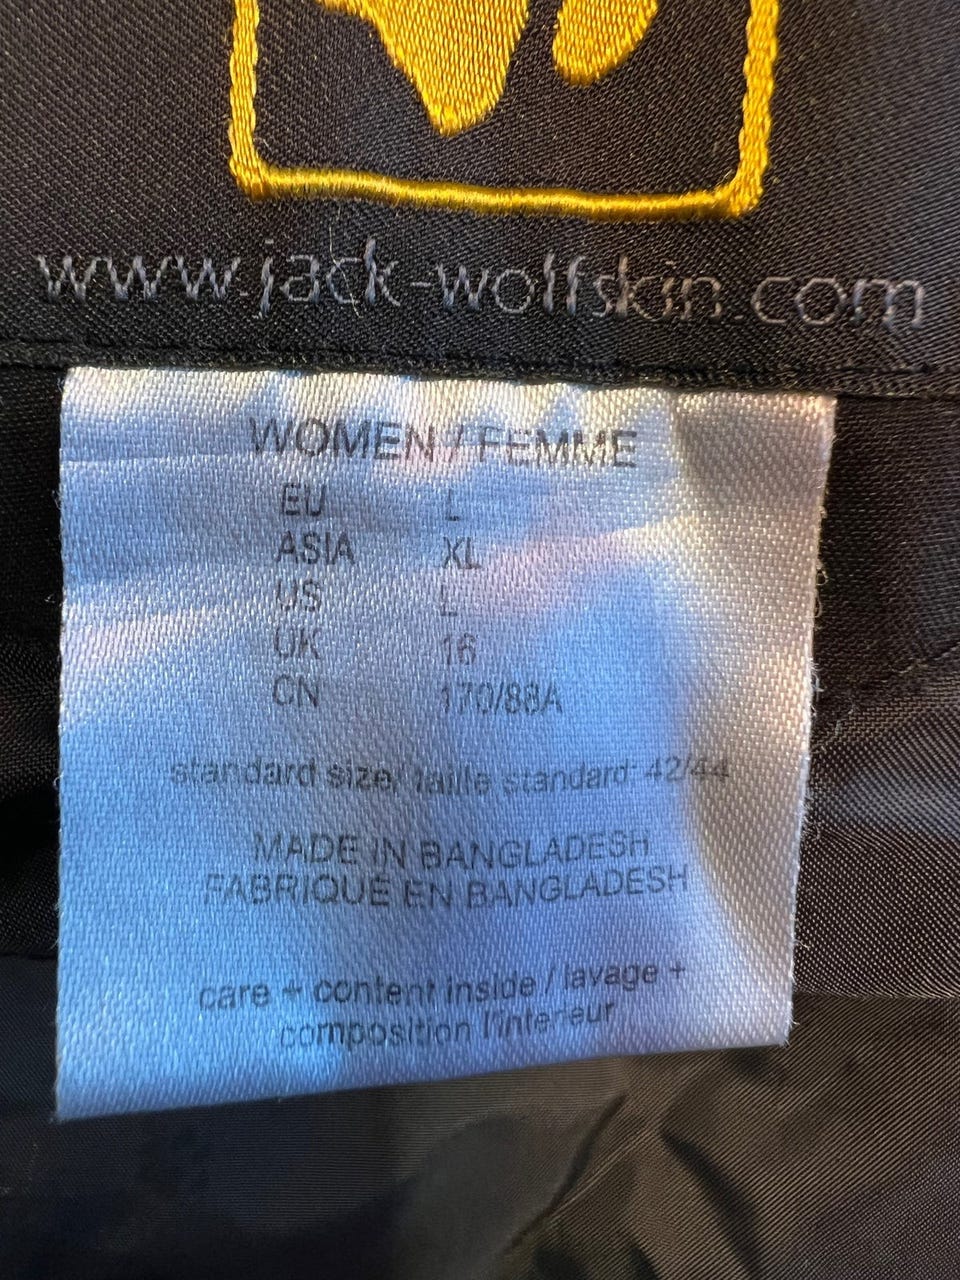 www.jack-wolfskin.com
WOMEN / FEMME
EU L
ASIA XL
US L
UK 16
CN 170/88A
standard size/ taille standard: 42/44
MADE IN BANGLADESH
FABRIQUÉ EN BANGLADESH
care + content inside / lavage +
composition l'interieur